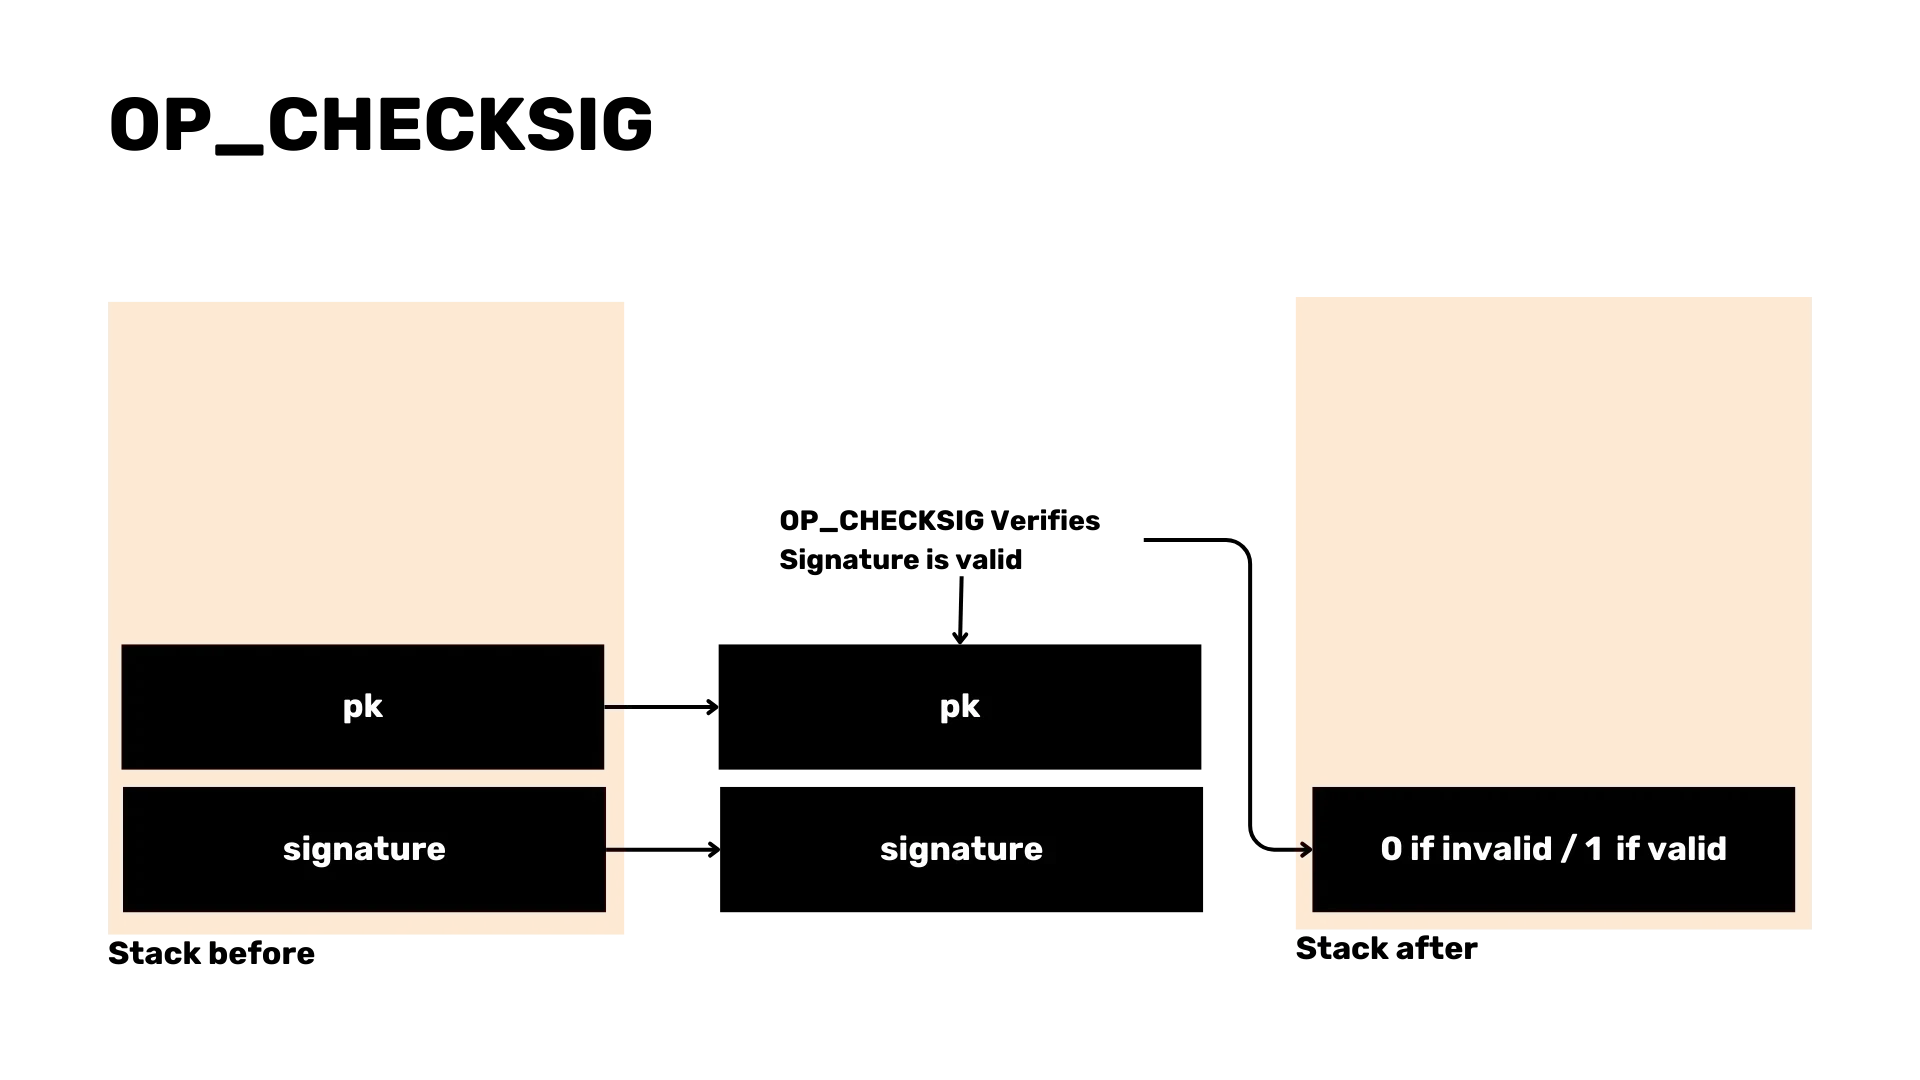 OP_CHECKSIG
OP_CHECKSIG Verifies
Signature is valid
pk
pk
signature
signature
0 if invalid / 1 if valid
Stack before
Stack after